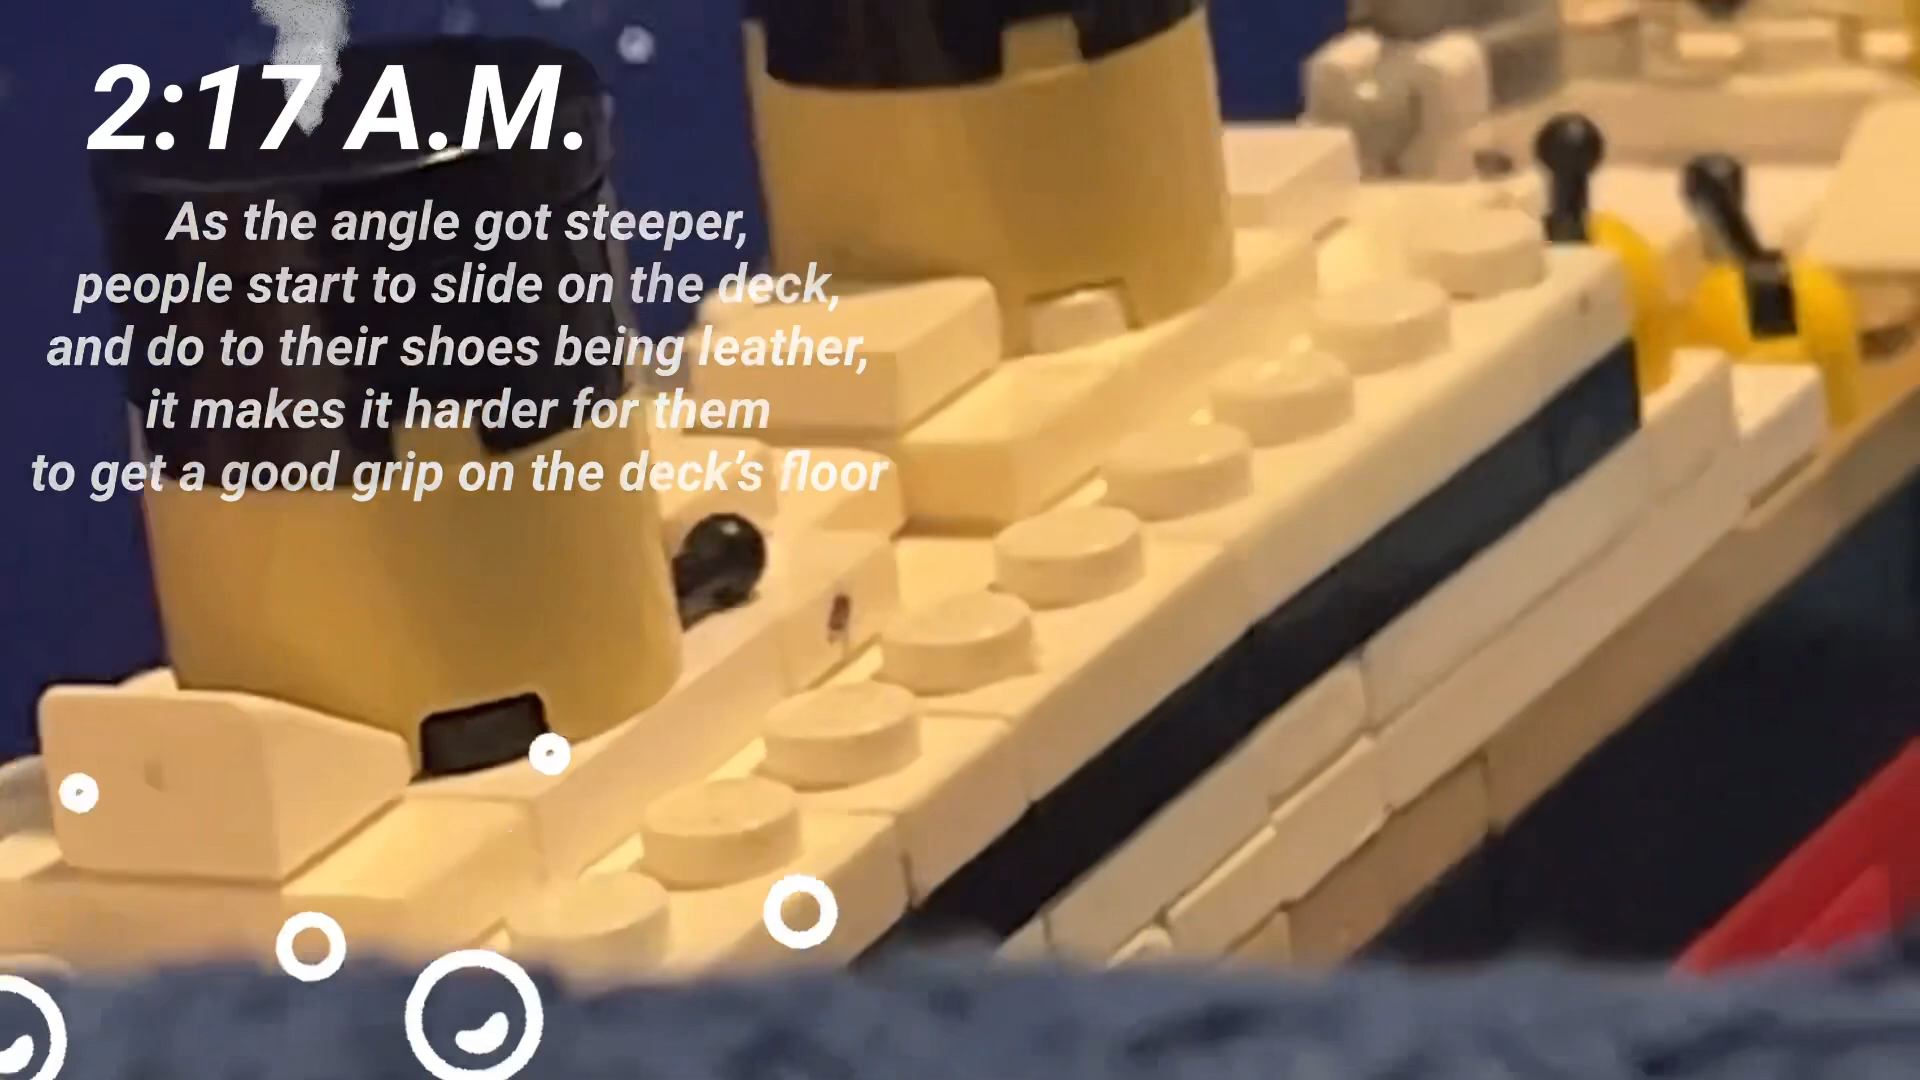 2:17 A.M.
As the angle got steeper,
people start to slide on the deck,
and do to their shoes being leather,
it makes it harder for them
to get a good grip on the deck's floor